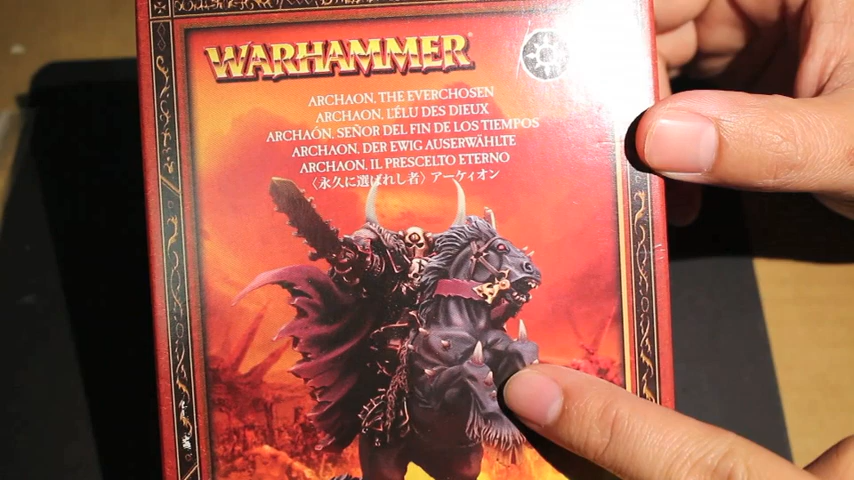 WARHAMMER
ARCHAON, THE EVERCHOSEN
ARCHAON, L'ÉLU DES DIEUX
ARCHAÓN, SEÑOR DEL FIN DE LOS TIEMPOS
ARCHAON, DER EWIG AUSERWÄHLTE
ARCHAON, IL PRESCELTO ETERNO
〈永久に選ばれし者〉 アーケィオン